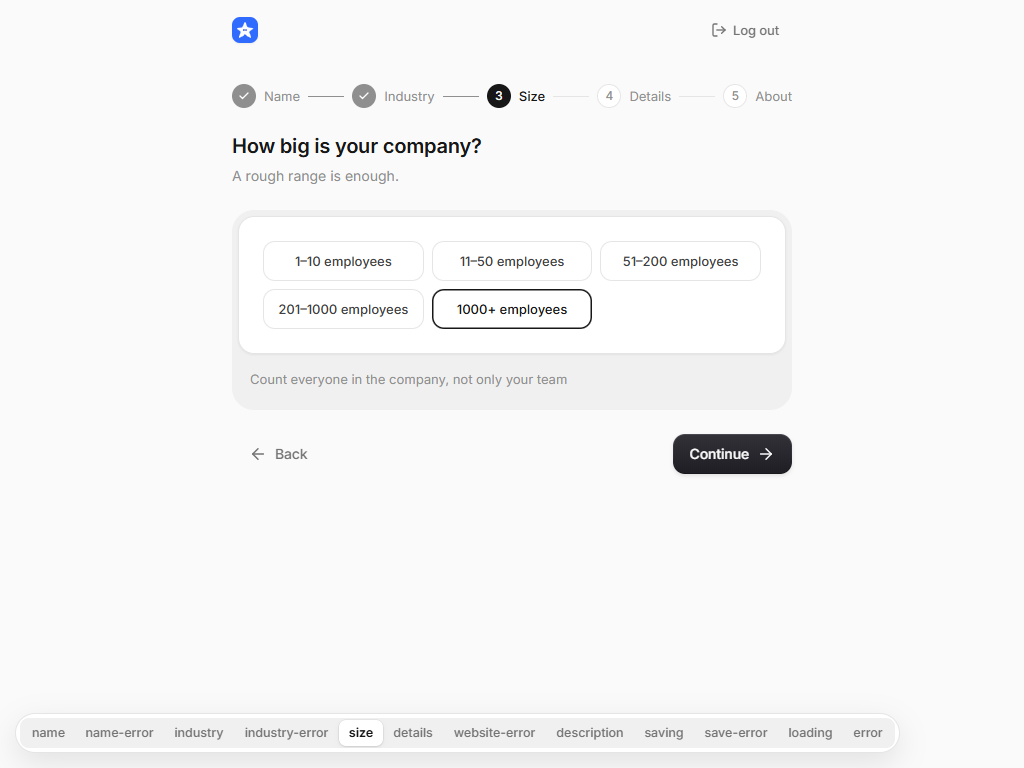 Log out
Name Industry 3 Size 4 Details 5 About
How big is your company?
A rough range is enough.
1–10 employees 11–50 employees 51–200 employees
201–1000 employees 1000+ employees
Count everyone in the company, not only your team
Back Continue
name name-error industry industry-error size details website-error description saving save-error loading error